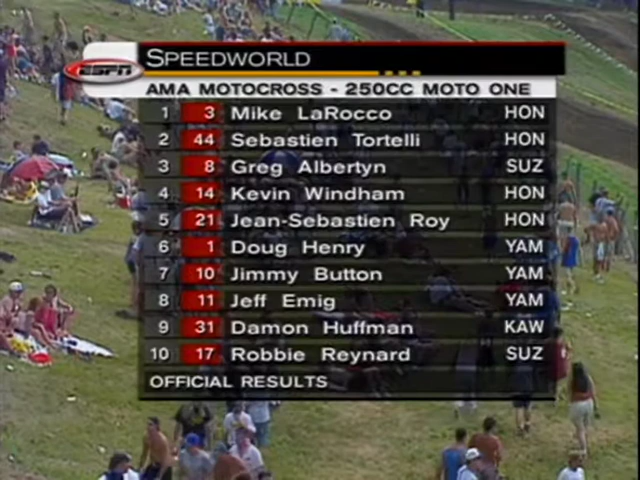 ESPN
SPEEDWORLD
AMA MOTOCROSS - 250CC MOTO ONE
1 3 Mike LaRocco HON
2 44 Sebastien Tortelli HON
3 8 Greg Albertyn SUZ
4 14 Kevin Windham HON
5 21 Jean-Sebastien Roy HON
6 1 Doug Henry YAM
7 10 Jimmy Button YAM
8 11 Jeff Emig YAM
9 31 Damon Huffman KAW
10 17 Robbie Reynard SUZ
OFFICIAL RESULTS